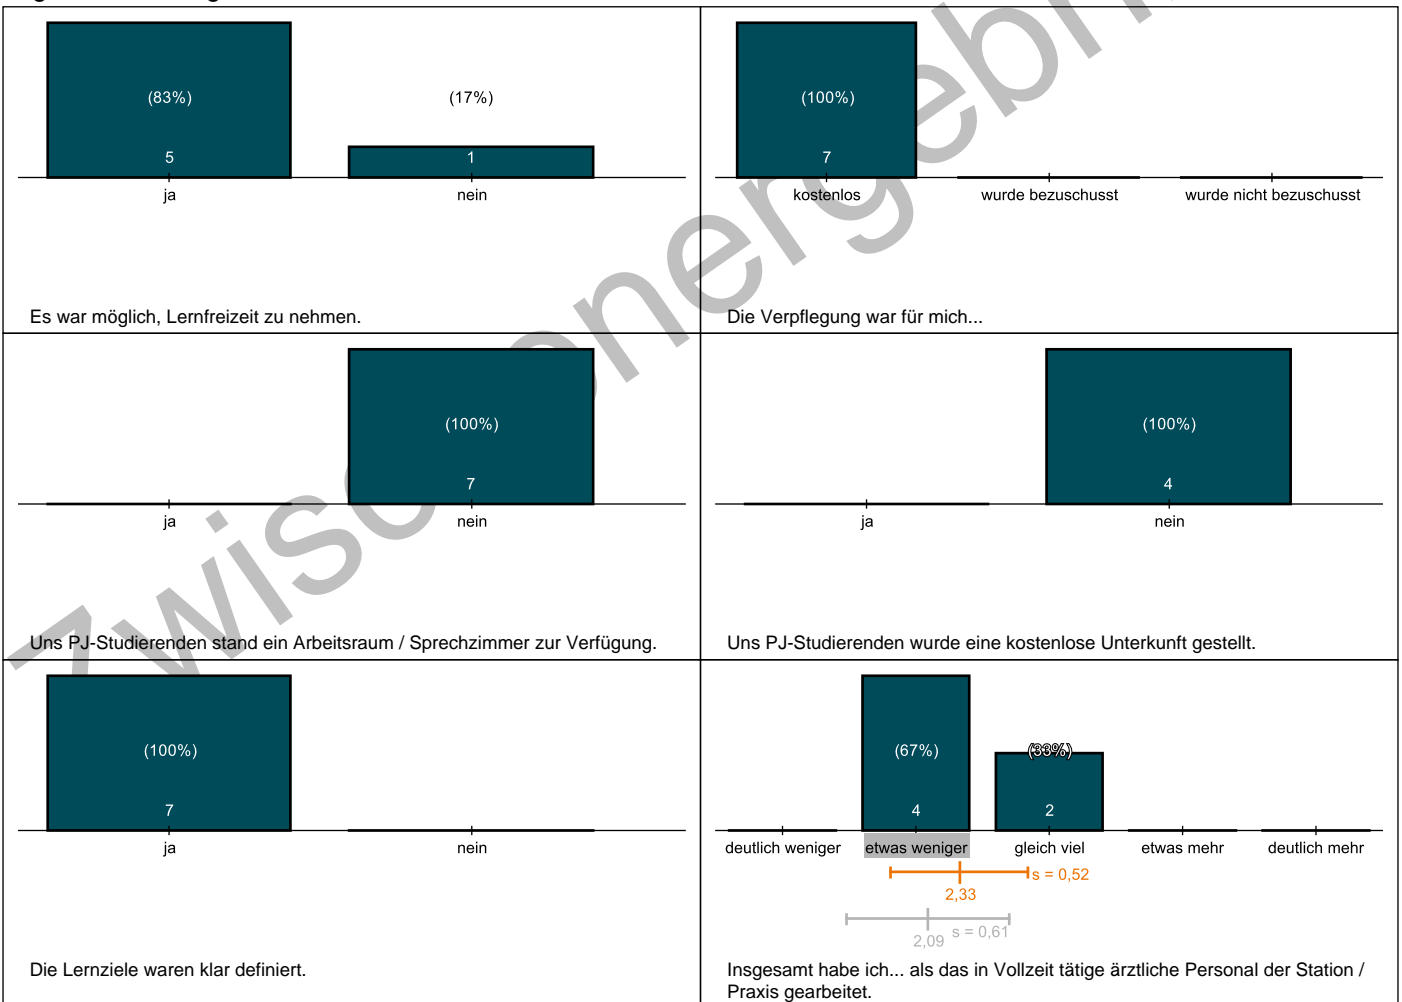 (83%)
(17%)
5
1
ja
nein
Es war möglich, Lernfreizeit zu nehmen.
(100%)
7
kostenlos
wurde bezuschusst
wurde nicht bezuschusst
Die Verpflegung war für mich...
(100%)
7
ja
nein
Uns PJ-Studierenden stand ein Arbeitsraum / Sprechzimmer zur Verfügung.
(100%)
4
ja
nein
Uns PJ-Studierenden wurde eine kostenlose Unterkunft gestellt.
(100%)
7
ja
nein
Die Lernziele waren klar definiert.
(67%)
(33%)
4
2
deutlich weniger
etwas weniger
gleich viel
etwas mehr
deutlich mehr
s = 0,52
2,33
s = 0,61
2,09
Insgesamt habe ich... als das in Vollzeit tätige ärztliche Personal der Station /
Praxis gearbeitet.